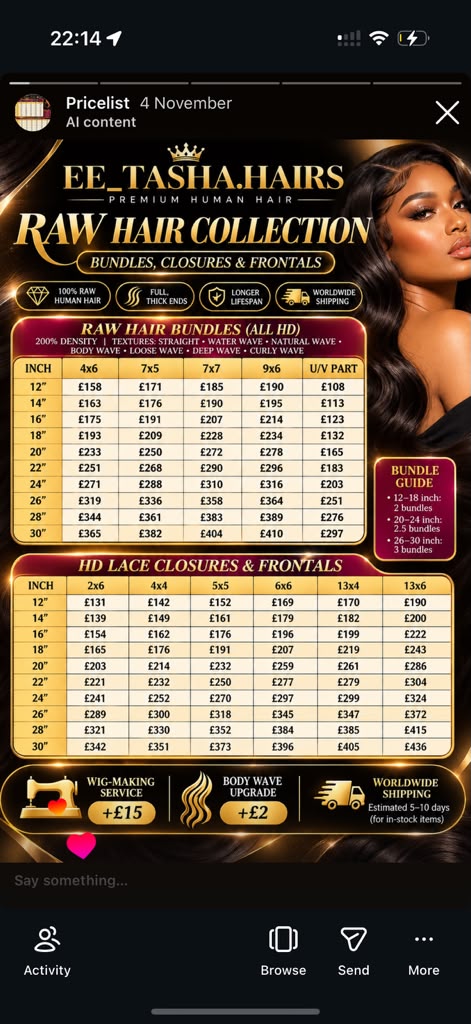 22:14
Pricelist 4 November
AI content
EE_TASHA.HAIRS
PREMIUM HUMAN HAIR
RAW HAIR COLLECTION
BUNDLES, CLOSURES & FRONTALS
100% RAW HUMAN HAIR
FULL, THICK ENDS
LONGER LIFESPAN
WORLDWIDE SHIPPING
RAW HAIR BUNDLES (ALL HD)
200% DENSITY | TEXTURES: STRAIGHT • WATER WAVE • NATURAL WAVE •
BODY WAVE • LOOSE WAVE • DEEP WAVE • CURLY WAVE
INCH 4x6 7x5 7x7 9x6 U/V PART
12" £158 £171 £185 £190 £108
14" £163 £176 £190 £195 £113
16" £175 £191 £207 £214 £123
18" £193 £209 £228 £234 £132
20" £233 £250 £272 £278 £165
22" £251 £268 £290 £296 £183
24" £271 £288 £310 £316 £203
26" £319 £336 £358 £364 £251
28" £344 £361 £383 £389 £276
30" £365 £382 £404 £410 £297
BUNDLE
GUIDE
• 12–18 inch:
2 bundles
• 20–24 inch:
2.5 bundles
• 26–30 inch:
3 bundles
HD LACE CLOSURES & FRONTALS
INCH 2x6 4x4 5x5 6x6 13x4 13x6
12" £131 £142 £152 £169 £170 £190
14" £139 £149 £161 £179 £182 £200
16" £154 £162 £176 £196 £199 £222
18" £165 £176 £191 £207 £219 £243
20" £203 £214 £232 £259 £261 £286
22" £221 £232 £250 £277 £279 £304
24" £241 £252 £270 £297 £299 £324
26" £289 £300 £318 £345 £347 £372
28" £321 £330 £352 £384 £385 £415
30" £342 £351 £373 £396 £405 £436
WIG-MAKING
SERVICE
+£15
BODY WAVE
UPGRADE
+£2
WORLDWIDE
SHIPPING
Estimated 5–10 days
(for in-stock items)
Say something...
Activity
Browse
Send
More